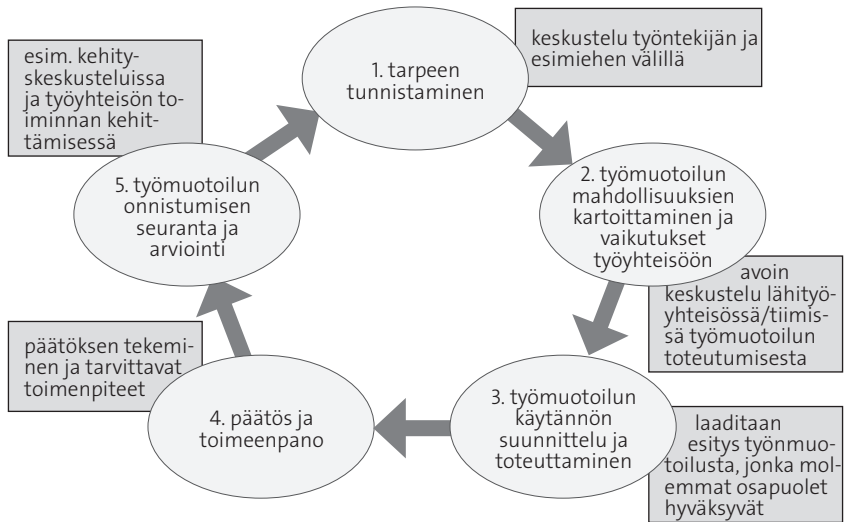 1. tarpeen
tunnistaminen
keskustelu työntekijän ja
esimiehen välillä
2. työmuotoilun
mahdollisuuksien
kartoittaminen ja
vaikutukset
työyhteisöön
avoin
keskustelu lähityö-
yhteisössä/tiimis-
sä työmuotoilun
toteutumisesta
3. työmuotoilun
käytännön
suunnittelu ja
toteuttaminen
laaditaan
esitys työnmuo-
toilusta, jonka mol-
emmat osapuolet
hyväksyvät
4. päätös ja
toimeenpano
päätöksen tekemi-
nen ja tarvittavat
toimenpiteet
5. työmuotoilun
onnistumisen
seuranta ja
arviointi
esim. kehity-
skeskusteluissa
ja työyhteisön to-
iminnan kehit-
tämisessä